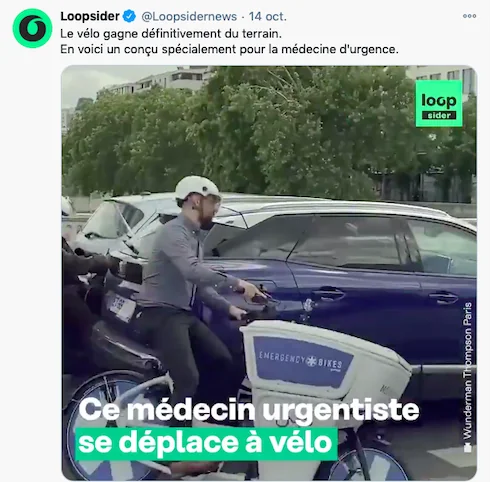 Loopsider @Loopsidernews · 14 oct.
Le vélo gagne définitivement du terrain.
En voici un conçu spécialement pour la médecine d'urgence.
loop
sider
EMERGENCY BIKES
Wunderman Thompson Paris
Ce médecin urgentiste
se déplace à vélo